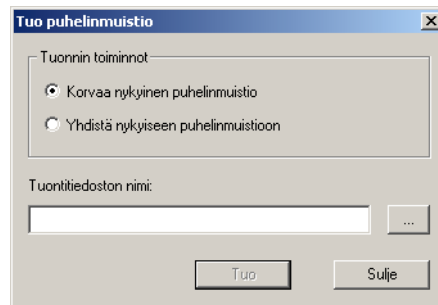 Tuo puhelinmuistio
Tuonnin toiminnot
Korvaa nykyinen puhelinmuistio
Yhdistä nykyiseen puhelinmuistioon
Tuontitiedoston nimi:
...
Tuo
Sulje